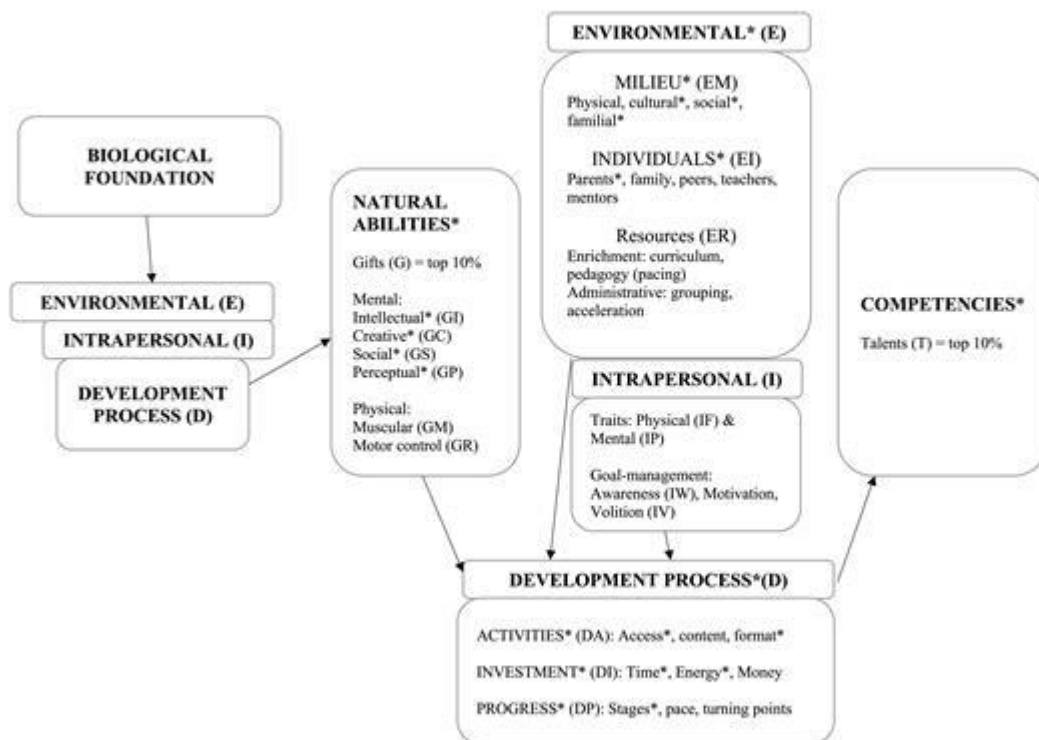 BIOLOGICAL
FOUNDATION
ENVIRONMENTAL (E)
INTRAPERSONAL (I)
DEVELOPMENT
PROCESS (D)
NATURAL
ABILITIES*
Gifts (G) = top 10%
Mental:
Intellectual* (GI)
Creative* (GC)
Social* (GS)
Perceptual* (GP)
Physical:
Muscular (GM)
Motor control (GR)
ENVIRONMENTAL* (E)
MILIEU* (EM)
Physical, cultural*, social*,
familial*
INDIVIDUALS* (EI)
Parents*, family, peers, teachers,
mentors
Resources (ER)
Enrichment: curriculum,
pedagogy (pacing)
Administrative: grouping,
acceleration
INTRAPERSONAL (I)
Traits: Physical (IF) &
Mental (IP)
Goal-management:
Awareness (IW), Motivation,
Volition (IV)
DEVELOPMENT PROCESS*(D)
ACTIVITIES* (DA): Access*, content, format*
INVESTMENT* (DI): Time*, Energy*, Money
PROGRESS* (DP): Stages*, pace, turning points
COMPETENCIES*
Talents (T) = top 10%